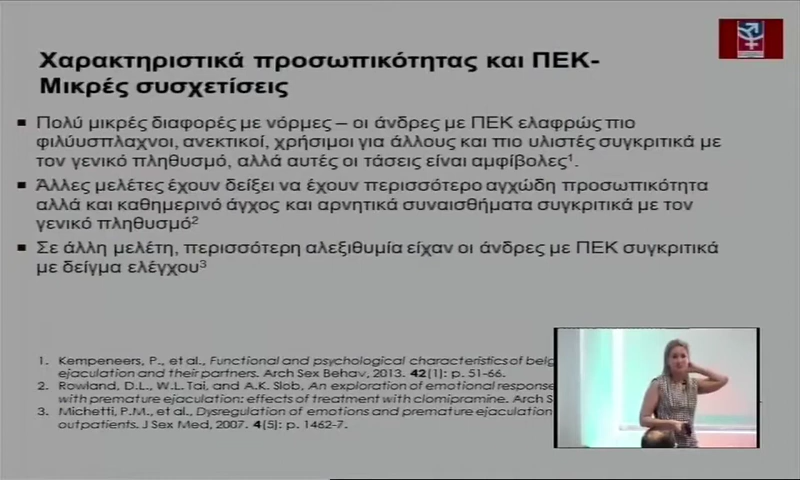 Χαρακτηριστικά προσωπικότητας και ΠΕΚ-
Μικρές συσχετίσεις
Πολύ μικρές διαφορές με νόρμες – οι άνδρες με ΠΕΚ ελαφρώς πιο
φιλύυσπλαχνοι, ανεκτικοί, χρήσιμοι για άλλους και πιο υλιστές συγκριτικά με
τον γενικό πληθυσμό, αλλά αυτές οι τάσεις είναι αμφίβολες1.
Άλλες μελέτες έχουν δείξει να έχουν περισσότερο αγχώδη προσωπικότητα
αλλά και καθημερινό άγχος και αρνητικά συναισθήματα συγκριτικά με τον
γενικό πληθυσμό2
Σε άλλη μελέτη, περισσότερη αλεξιθυμία είχαν οι άνδρες με ΠΕΚ συγκριτικά
με δείγμα ελέγχου3
1. Kempeneers, P., et al., Functional and psychological characteristics of belg
ejaculation and their partners. Arch Sex Behav, 2013. 42(1): p. 51-66.
2. Rowland, D.L., W.L. Tai, and A.K. Slob, An exploration of emotional response
with premature ejaculation: effects of treatment with clomipramine. Arch S
3. Michetti, P.M., et al., Dysregulation of emotions and premature ejaculation
outpatients. J Sex Med, 2007. 4(5): p. 1462-7.